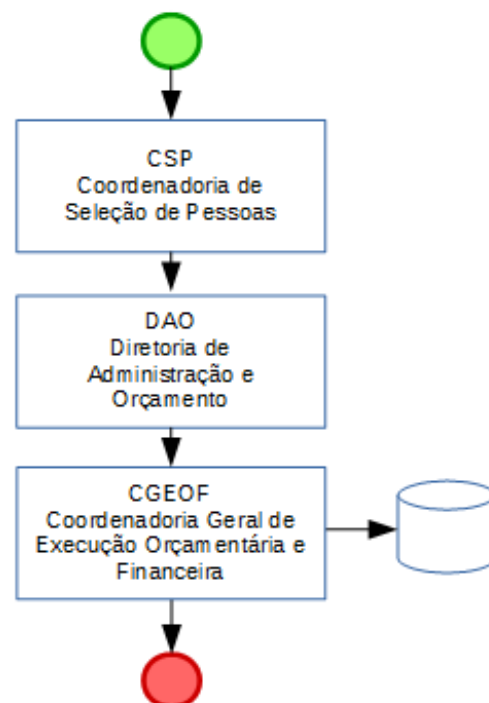 CSP
Coordenadoria de
Seleção de Pessoas
DAO
Diretoria de
Administração e
Orçamento
CGEOF
Coordenadoria Geral de
Execução Orçamentária e
Financeira